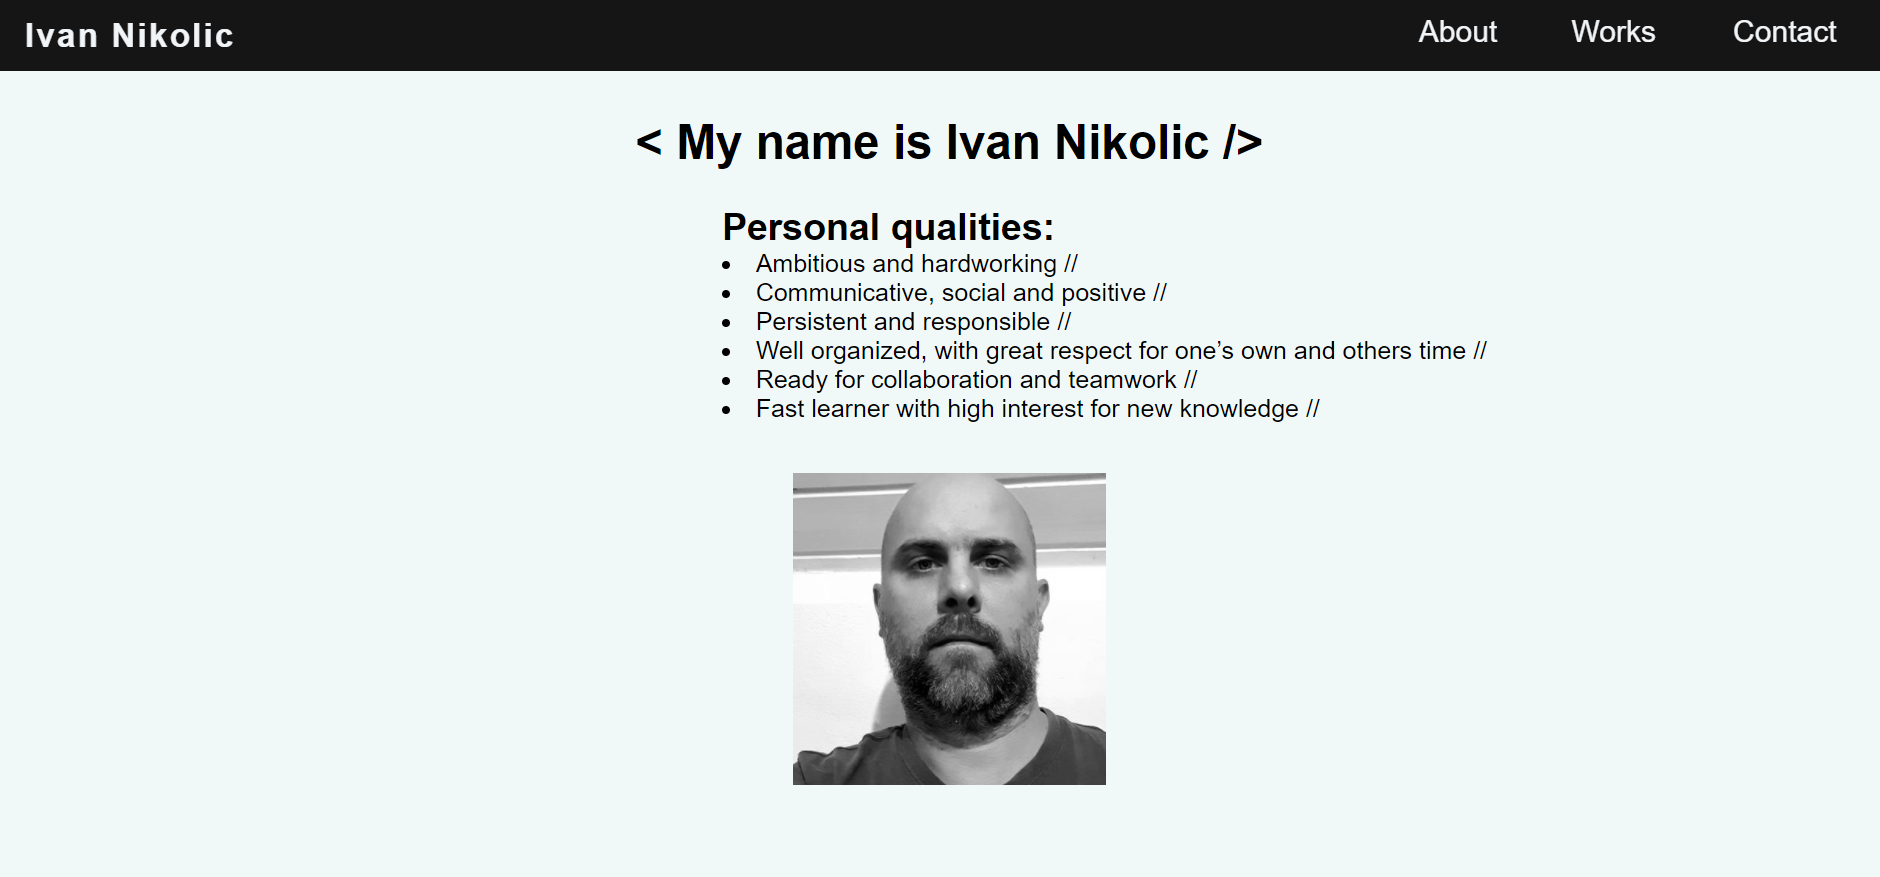 Ivan Nikolic
About Works Contact
< My name is Ivan Nikolic />
Personal qualities:
• Ambitious and hardworking //
• Communicative, social and positive //
• Persistent and responsible //
• Well organized, with great respect for one’s own and others time //
• Ready for collaboration and teamwork //
• Fast learner with high interest for new knowledge //